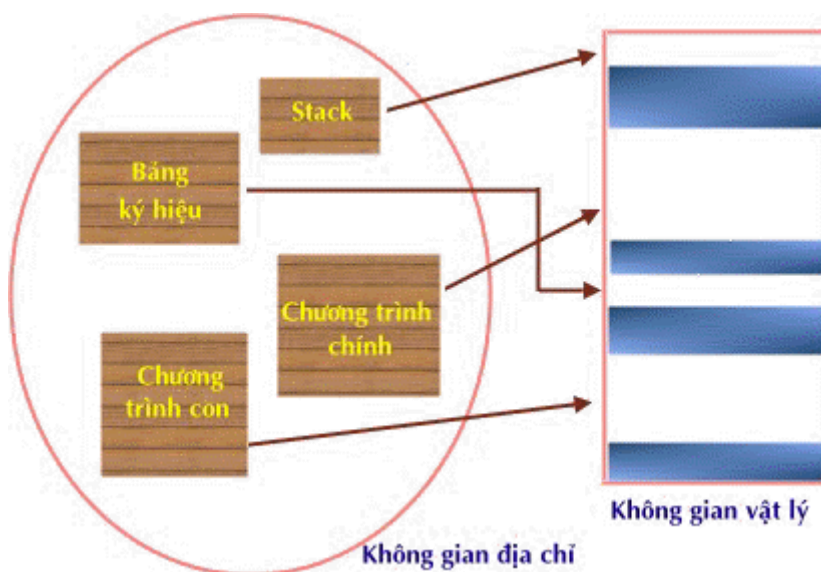 Stack
Bảng
ký hiệu
Chương trình
chính
Chương
trình con
Không gian vật lý
Không gian địa chỉ